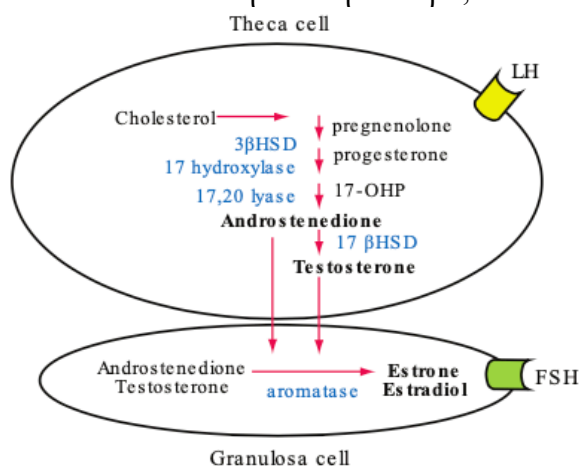 Theca cell
LH
Cholesterol
pregnenolone
3βHSD
progesterone
17 hydroxylase
17,20 lyase
17-OHP
Androstenedione
17 βHSD
Testosterone
Androstenedione
Testosterone
aromatase
Estrone
Estradiol
FSH
Granulosa cell